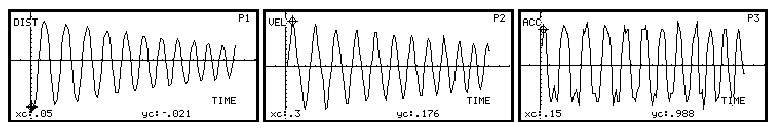 DIST P1
TIME
xc:.05 yc:-.021
VEL P2
TIME
xc:.3 yc:.176
ACC P3
TIME
xc:.15 yc:.988